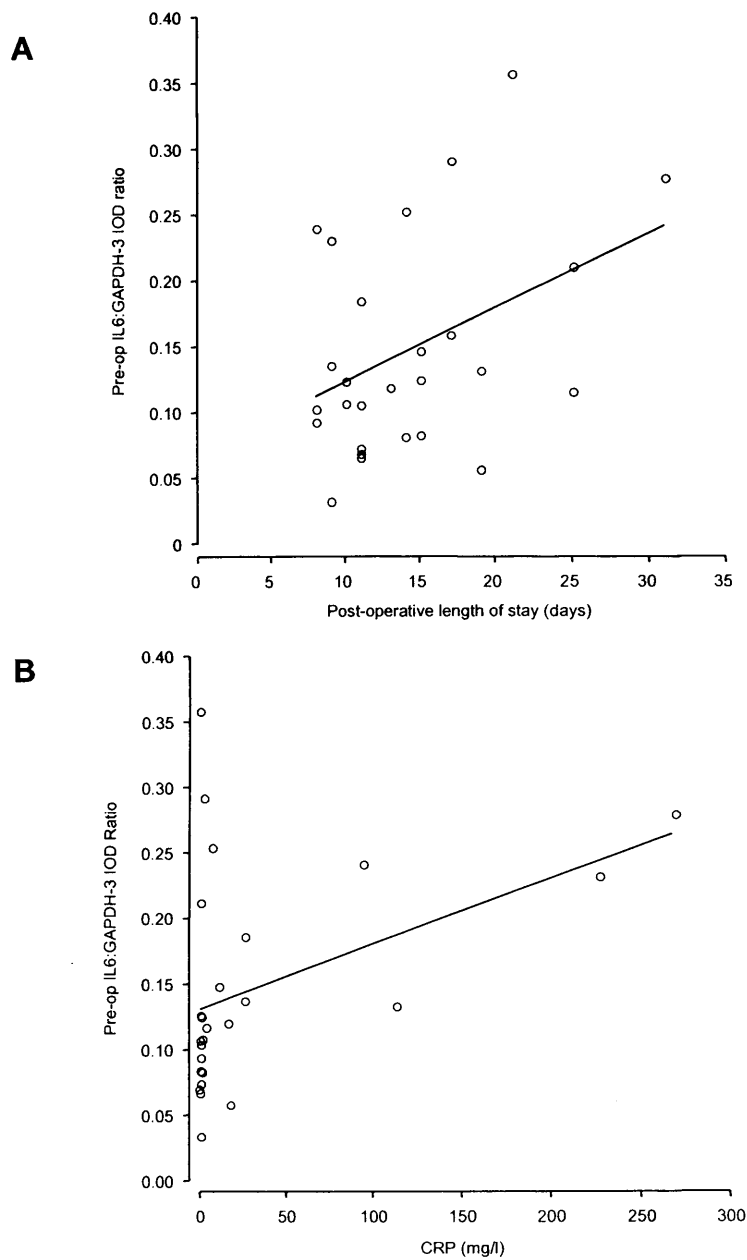 A
0.40
0.35
0.30
0.25
0.20
0.15
0.10
0.05
0
Pre-op IL6:GAPDH-3 IOD ratio
0 5 10 15 20 25 30 35
Post-operative length of stay (days)
B
0.40
0.35
0.30
0.25
0.20
0.15
0.10
0.05
0.00
Pre-op IL6:GAPDH-3 IOD Ratio
0 50 100 150 200 250 300
CRP (mg/l)